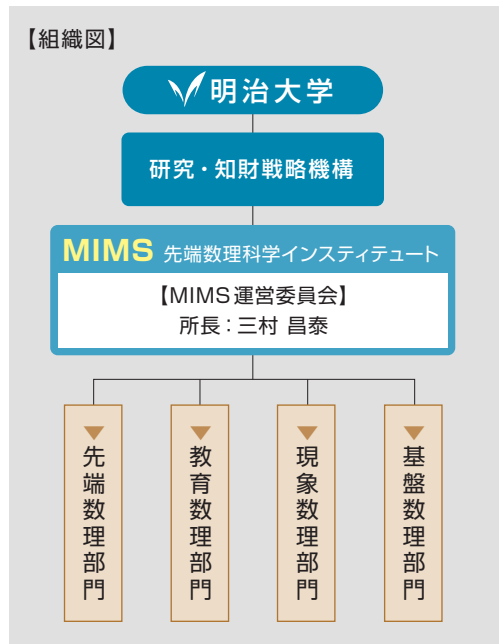 【組織図】
明治大学
研究・知財戦略機構
MIMS 先端数理科学インスティテュート
【MIMS運営委員会】
所長：三村 昌泰
先端数理部門
教育数理部門
現象数理部門
基盤数理部門